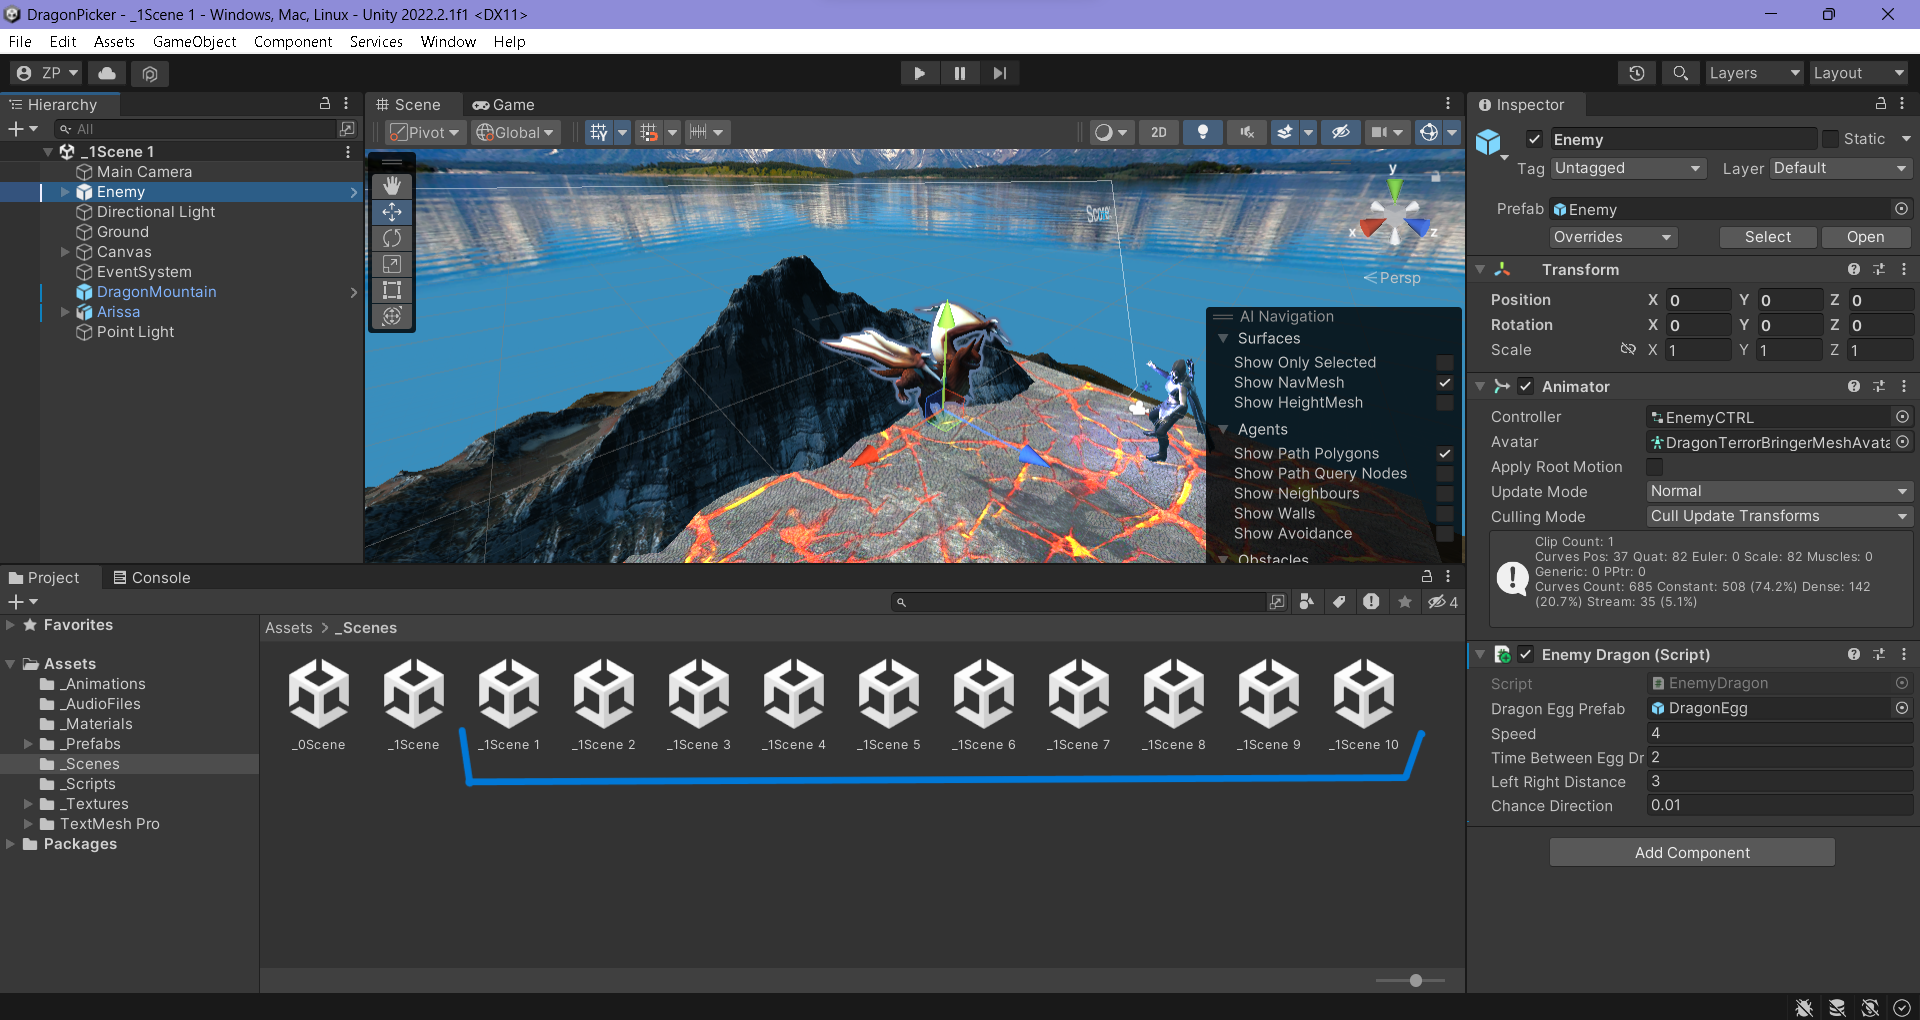 DragonPicker - _1Scene 1 - Windows, Mac, Linux - Unity 2022.2.1f1 <DX11>
File Edit Assets GameObject Component Services Window Help
ZP
Layers
Layout
Hierarchy
All
_1Scene 1
Main Camera
Enemy
Directional Light
Ground
Canvas
EventSystem
DragonMountain
Arissa
Point Light
Scene
Game
Pivot
Global
2D
Score:
y
x
z
Persp
AI Navigation
Surfaces
Show Only Selected
Show NavMesh
Show HeightMesh
Agents
Show Path Polygons
Show Path Query Nodes
Show Neighbours
Show Walls
Show Avoidance
Obstacles
Inspector
Enemy
Static
Tag Untagged
Layer Default
Prefab Enemy
Overrides
Select
Open
Transform
Position X 0 Y 0 Z 0
Rotation X 0 Y 0 Z 0
Scale X 1 Y 1 Z 1
Animator
Controller EnemyCTRL
Avatar DragonTerrorBringerMeshAvata
Apply Root Motion
Update Mode Normal
Culling Mode Cull Update Transforms
Clip Count: 1
Curves Pos: 37 Quat: 82 Euler: 0 Scale: 82 Muscles: 0
Generic: 0 PPtr: 0
Curves Count: 685 Constant: 508 (74.2%) Dense: 142
(20.7%) Stream: 35 (5.1%)
Enemy Dragon (Script)
Script EnemyDragon
Dragon Egg Prefab DragonEgg
Speed 4
Time Between Egg Dr 2
Left Right Distance 3
Chance Direction 0.01
Add Component
Project
Console
4
Favorites
Assets
_Animations
_AudioFiles
_Materials
_Prefabs
_Scenes
_Scripts
_Textures
TextMesh Pro
Packages
Assets > _Scenes
_0Scene _1Scene _1Scene 1 _1Scene 2 _1Scene 3 _1Scene 4 _1Scene 5 _1Scene 6 _1Scene 7 _1Scene 8 _1Scene 9 _1Scene 10